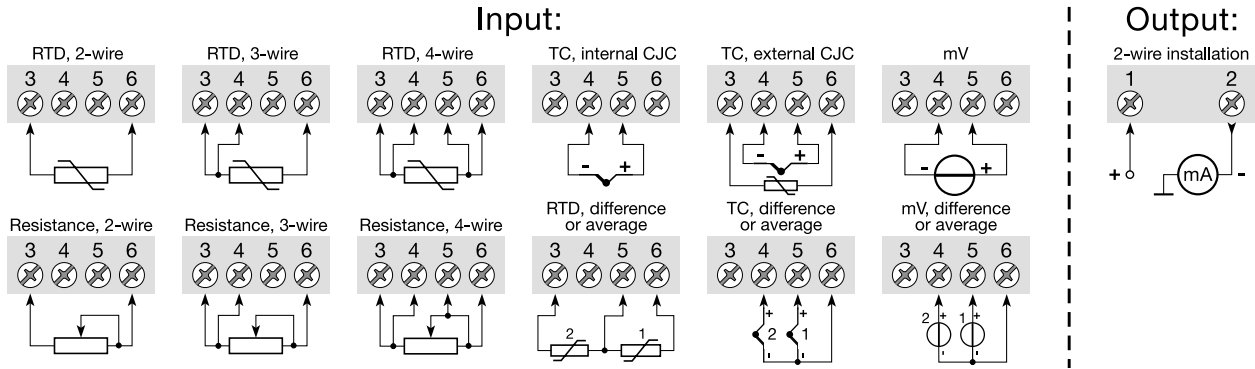 Input:
Output:
RTD, 2-wire
RTD, 3-wire
RTD, 4-wire
TC, internal CJC
TC, external CJC
mV
2-wire installation
3 4 5 6
3 4 5 6
3 4 5 6
3 4 5 6
3 4 5 6
3 4 5 6
1 2
- +
- +
- +
+ mA -
Resistance, 2-wire
Resistance, 3-wire
Resistance, 4-wire
RTD, difference
or average
TC, difference
or average
mV, difference
or average
3 4 5 6
3 4 5 6
3 4 5 6
3 4 5 6
3 4 5 6
3 4 5 6
2 1
+ +
2 1
- -
2 + 1 +
- -